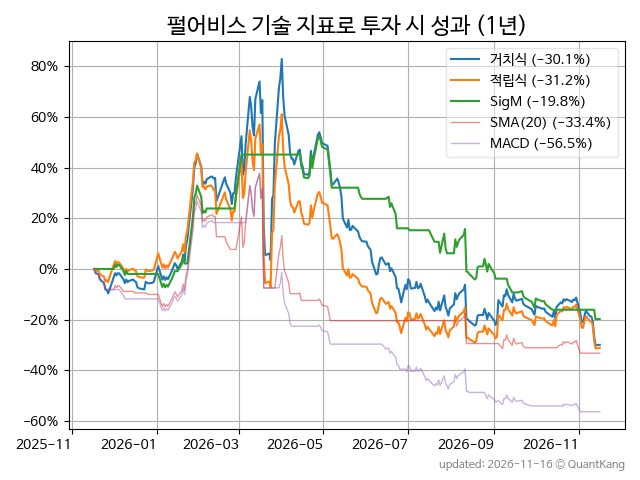 펄어비스 기술 지표로 투자 시 성과 (1년)
거치식 (-30.1%)
적립식 (-31.2%)
SigM (-19.8%)
SMA(20) (-33.4%)
MACD (-56.5%)
80%
60%
40%
20%
0%
-20%
-40%
-60%
2025-11 2026-01 2026-03 2026-05 2026-07 2026-09 2026-11
updated: 2026-11-16 © QuantKang